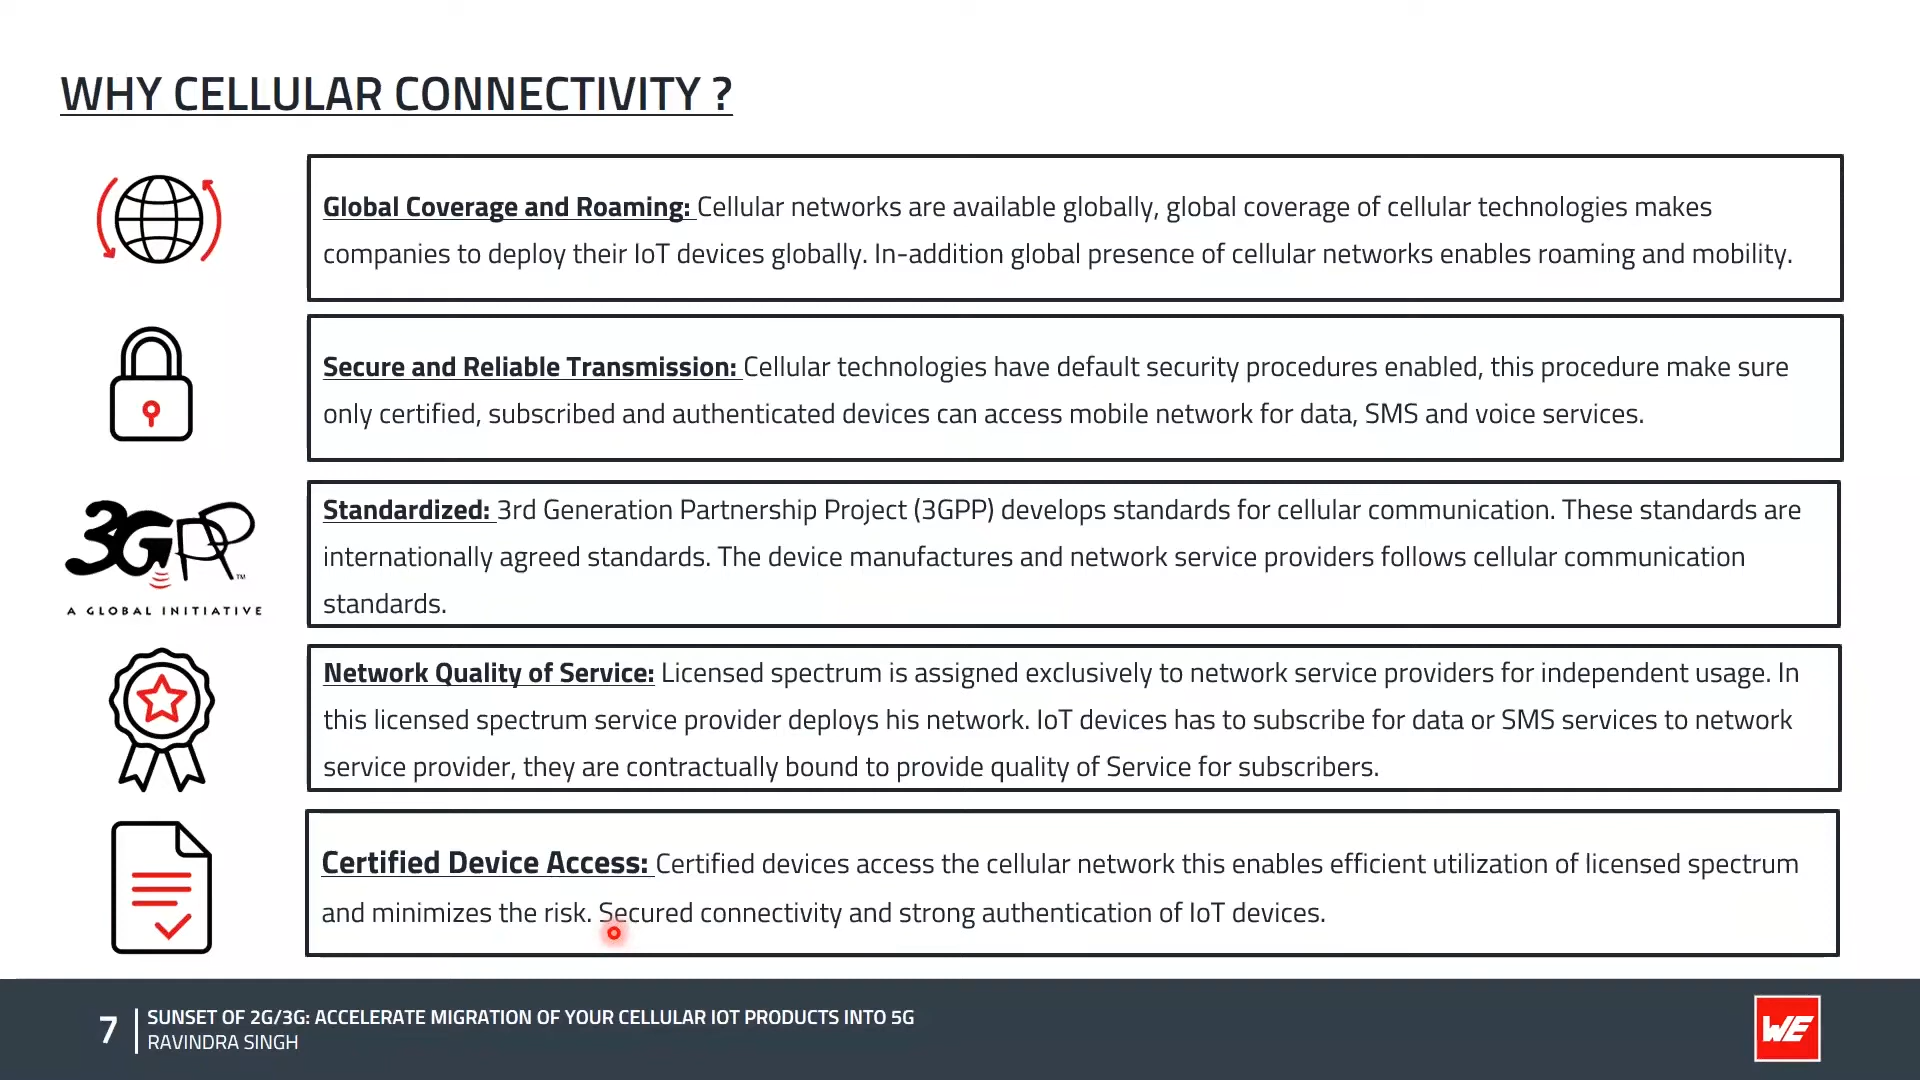 WHY CELLULAR CONNECTIVITY ?
Global Coverage and Roaming: Cellular networks are available globally, global coverage of cellular technologies makes
companies to deploy their IoT devices globally. In-addition global presence of cellular networks enables roaming and mobility.
Secure and Reliable Transmission: Cellular technologies have default security procedures enabled, this procedure make sure
only certified, subscribed and authenticated devices can access mobile network for data, SMS and voice services.
3GPP™
A GLOBAL INITIATIVE
Standardized: 3rd Generation Partnership Project (3GPP) develops standards for cellular communication. These standards are
internationally agreed standards. The device manufactures and network service providers follows cellular communication
standards.
Network Quality of Service: Licensed spectrum is assigned exclusively to network service providers for independent usage. In
this licensed spectrum service provider deploys his network. IoT devices has to subscribe for data or SMS services to network
service provider, they are contractually bound to provide quality of Service for subscribers.
Certified Device Access: Certified devices access the cellular network this enables efficient utilization of licensed spectrum
and minimizes the risk. Secured connectivity and strong authentication of IoT devices.
7
SUNSET OF 2G/3G: ACCELERATE MIGRATION OF YOUR CELLULAR IOT PRODUCTS INTO 5G
RAVINDRA SINGH
WE